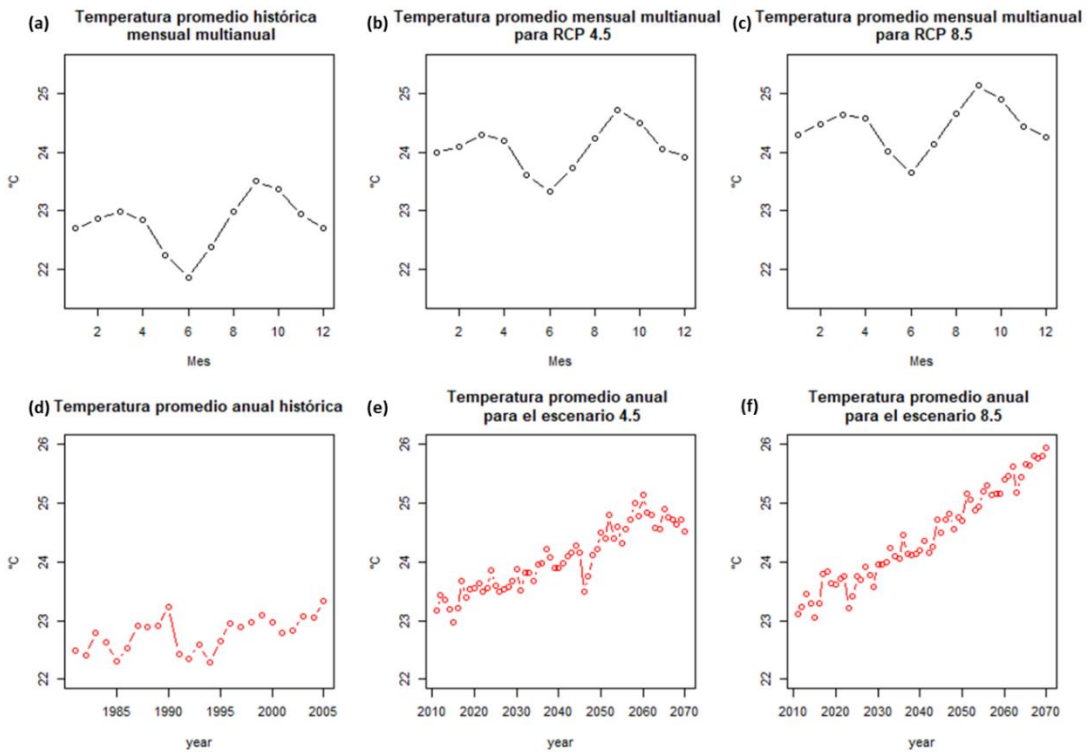 (a)
Temperatura promedio histórica
mensual multianual
°C
25
24
23
22
2 4 6 8 10 12
Mes
(b)
Temperatura promedio mensual multianual
para RCP 4.5
°C
25
24
23
22
2 4 6 8 10 12
Mes
(c)
Temperatura promedio mensual multianual
para RCP 8.5
°C
25
24
23
22
2 4 6 8 10 12
Mes
(d) Temperatura promedio anual histórica
°C
26
25
24
23
22
1985 1990 1995 2000 2005
year
(e)
Temperatura promedio anual
para el escenario 4.5
°C
26
25
24
23
22
2010 2020 2030 2040 2050 2060 2070
year
(f)
Temperatura promedio anual
para el escenario 8.5
°C
26
25
24
23
22
2010 2020 2030 2040 2050 2060 2070
year